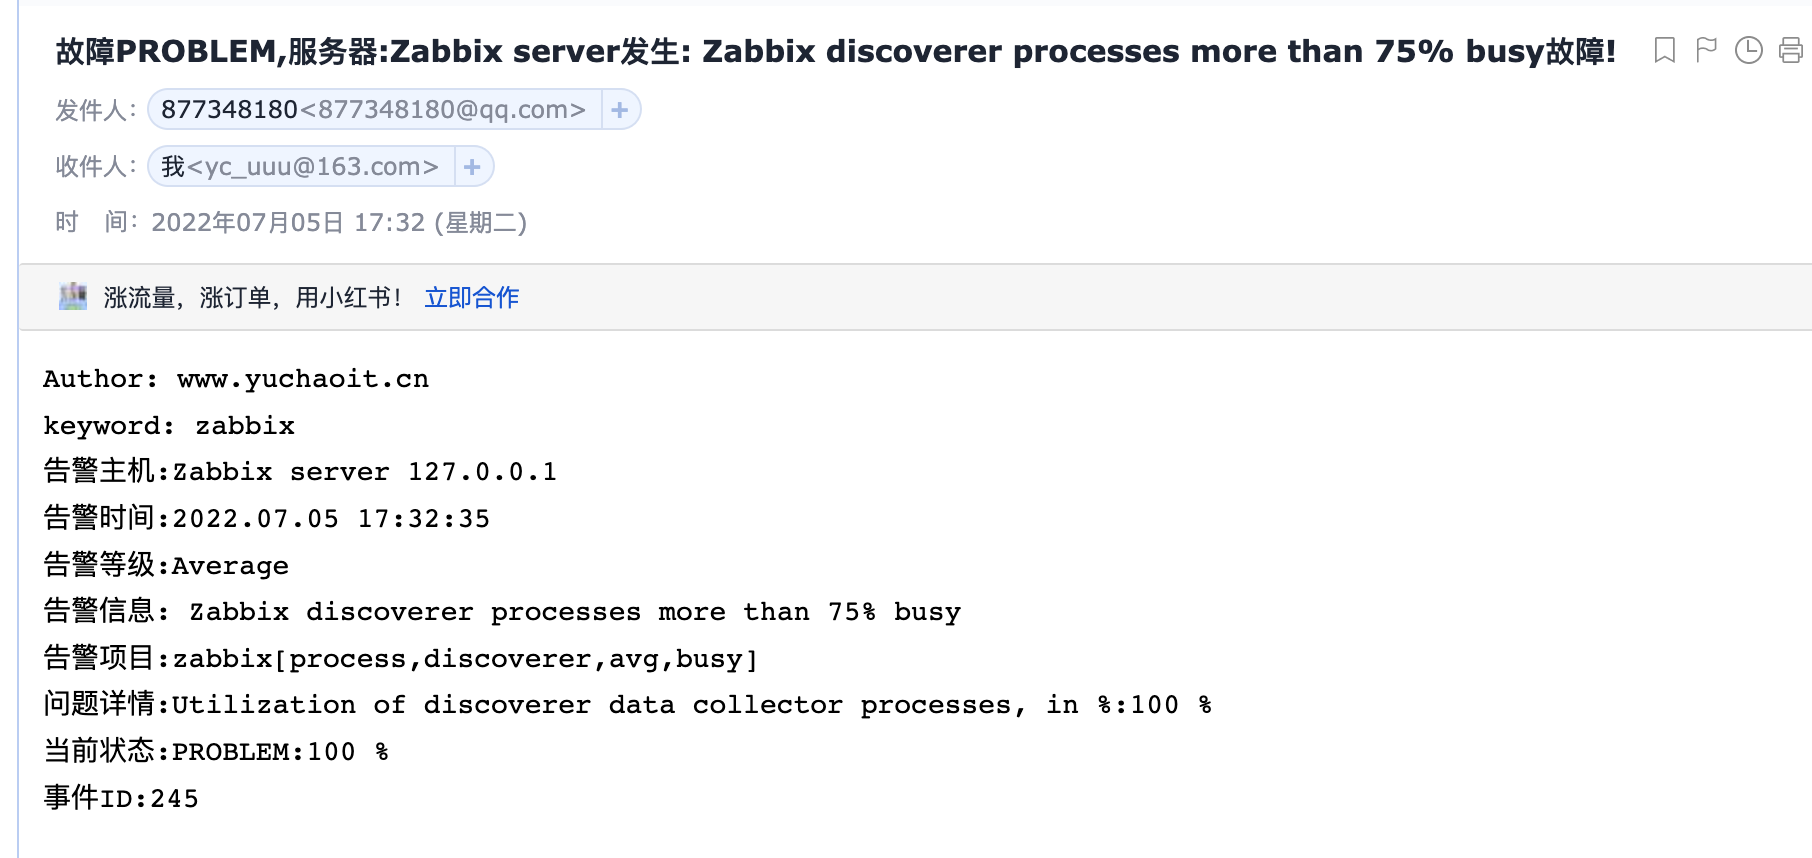 故障PROBLEM,服务器:Zabbix server发生: Zabbix discoverer processes more than 75% busy故障!
发件人：877348180<877348180@qq.com> +
收件人：我<yc_uuu@163.com> +
时 间：2022年07月05日 17:32 (星期二)
涨流量，涨订单，用小红书！ 立即合作
Author: www.yuchaoit.cn
keyword: zabbix
告警主机:Zabbix server 127.0.0.1
告警时间:2022.07.05 17:32:35
告警等级:Average
告警信息: Zabbix discoverer processes more than 75% busy
告警项目:zabbix[process,discoverer,avg,busy]
问题详情:Utilization of discoverer data collector processes, in %:100 %
当前状态:PROBLEM:100 %
事件ID:245